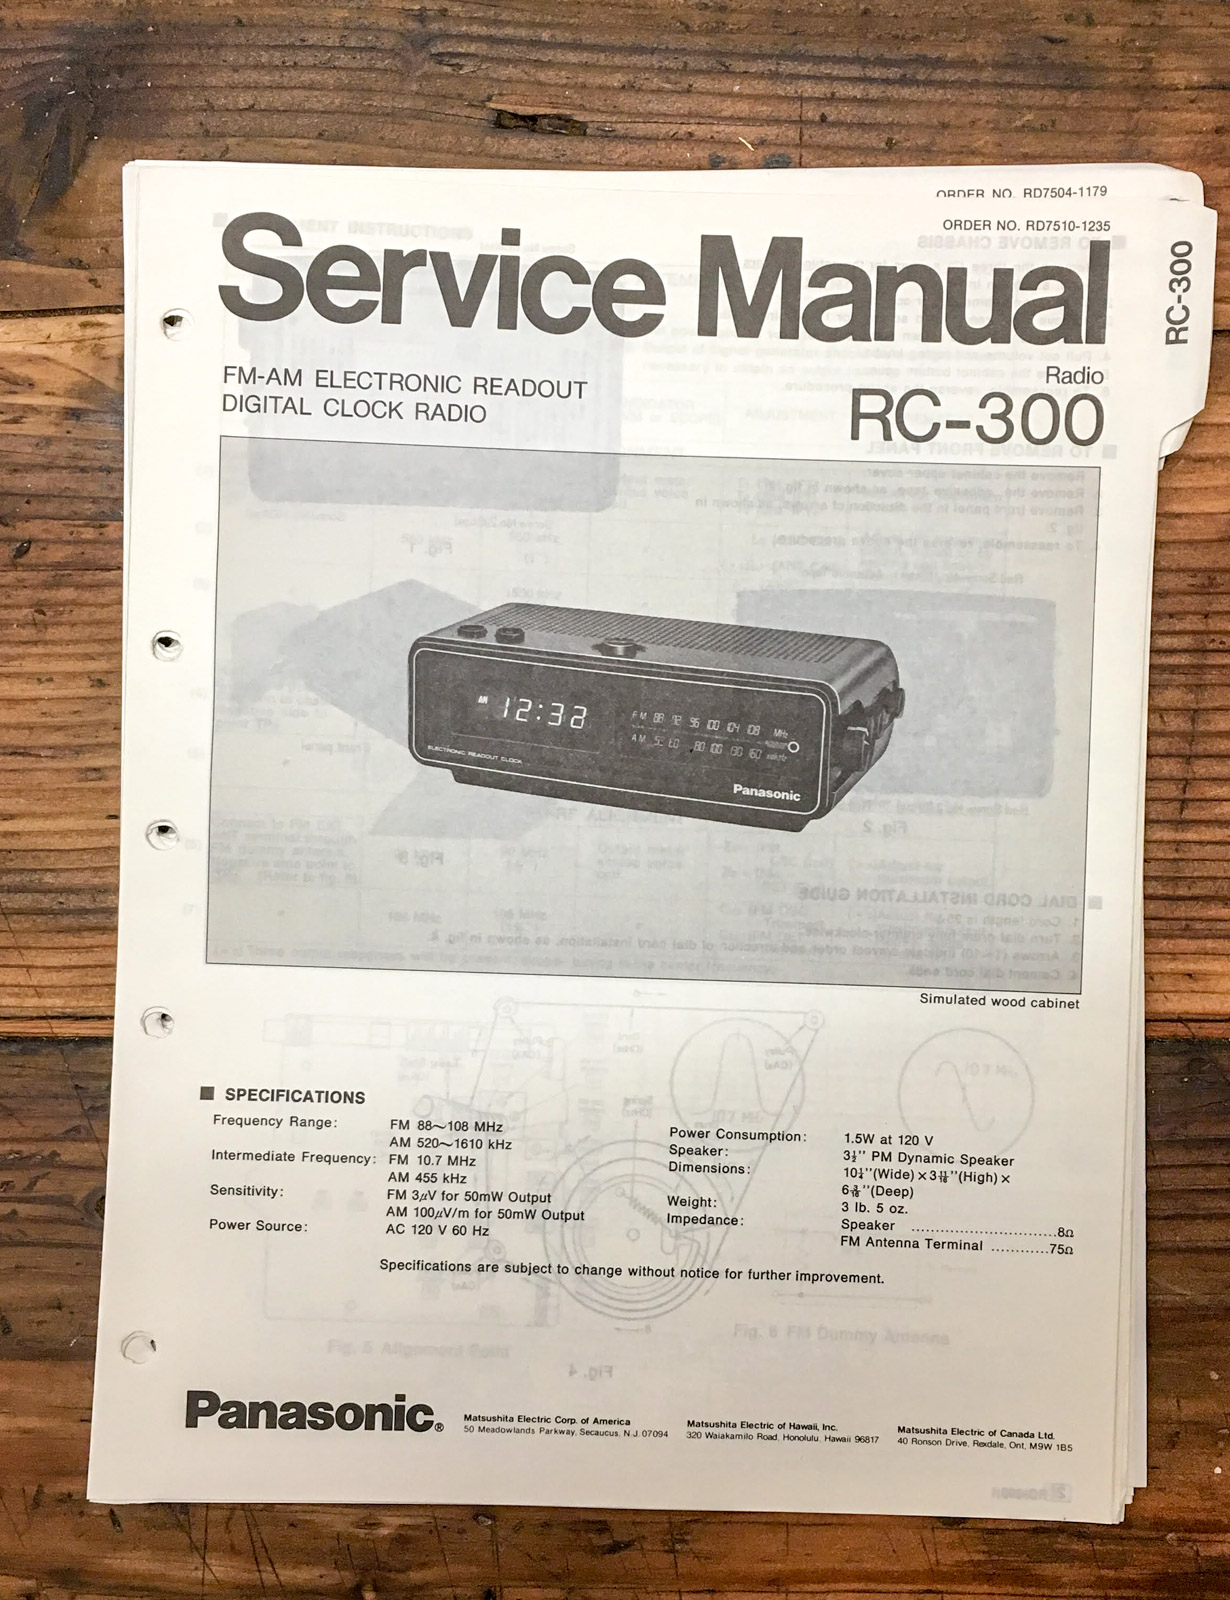 ORDER NO. RD7504-1179
ORDER NO. RD7510-1235
RC-300
Service Manual
FM-AM ELECTRONIC READOUT
DIGITAL CLOCK RADIO
Radio
RC-300
AM 12:32
FM 88 92 96 100 104 108 MHz
AM
80 100 130 160
ELECTRONIC READOUT CLOCK
Panasonic
Simulated wood cabinet
■ SPECIFICATIONS
Frequency Range: FM 88~108 MHz
AM 520~1610 kHz
Intermediate Frequency: FM 10.7 MHz
AM 455 kHz
Sensitivity: FM 3μV for 50mW Output
AM 100μV/m for 50mW Output
Power Source: AC 120 V 60 Hz
Power Consumption: 1.5W at 120 V
Speaker: 3½'' PM Dynamic Speaker
Dimensions: 10¼''(Wide) × 3 11/16''(High) ×
6 3/16''(Deep)
Weight: 3 lb. 5 oz.
Impedance: Speaker ............................8Ω
FM Antenna Terminal ............75Ω
Specifications are subject to change without notice for further improvement.
Panasonic®
Matsushita Electric Corp. of America
50 Meadowlands Parkway, Secaucus, N.J. 07094
Matsushita Electric of Hawaii, Inc.
320 Waiakamilo Road, Honolulu, Hawaii 96817
Matsushita Electric of Canada Ltd.
40 Ronson Drive, Rexdale, Ont. M9W 1B5